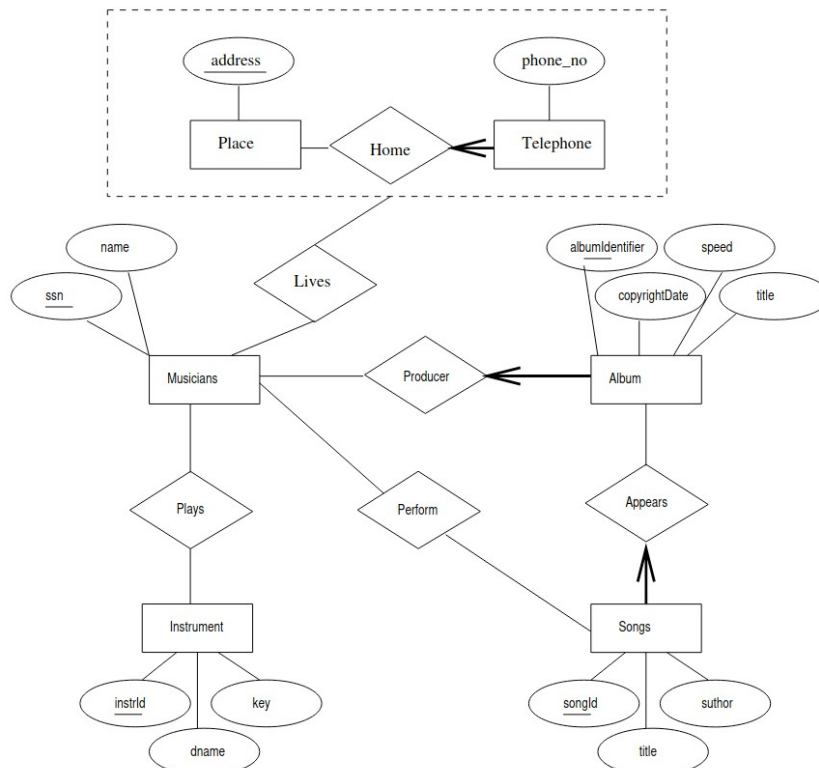 address
phone_no
Place
Home
Telephone
name
ssn
Lives
albumIdentifier
speed
copyrightDate
title
Musicians
Producer
Album
Plays
Perform
Appears
Instrument
Songs
instrId
key
dname
songId
suthor
title